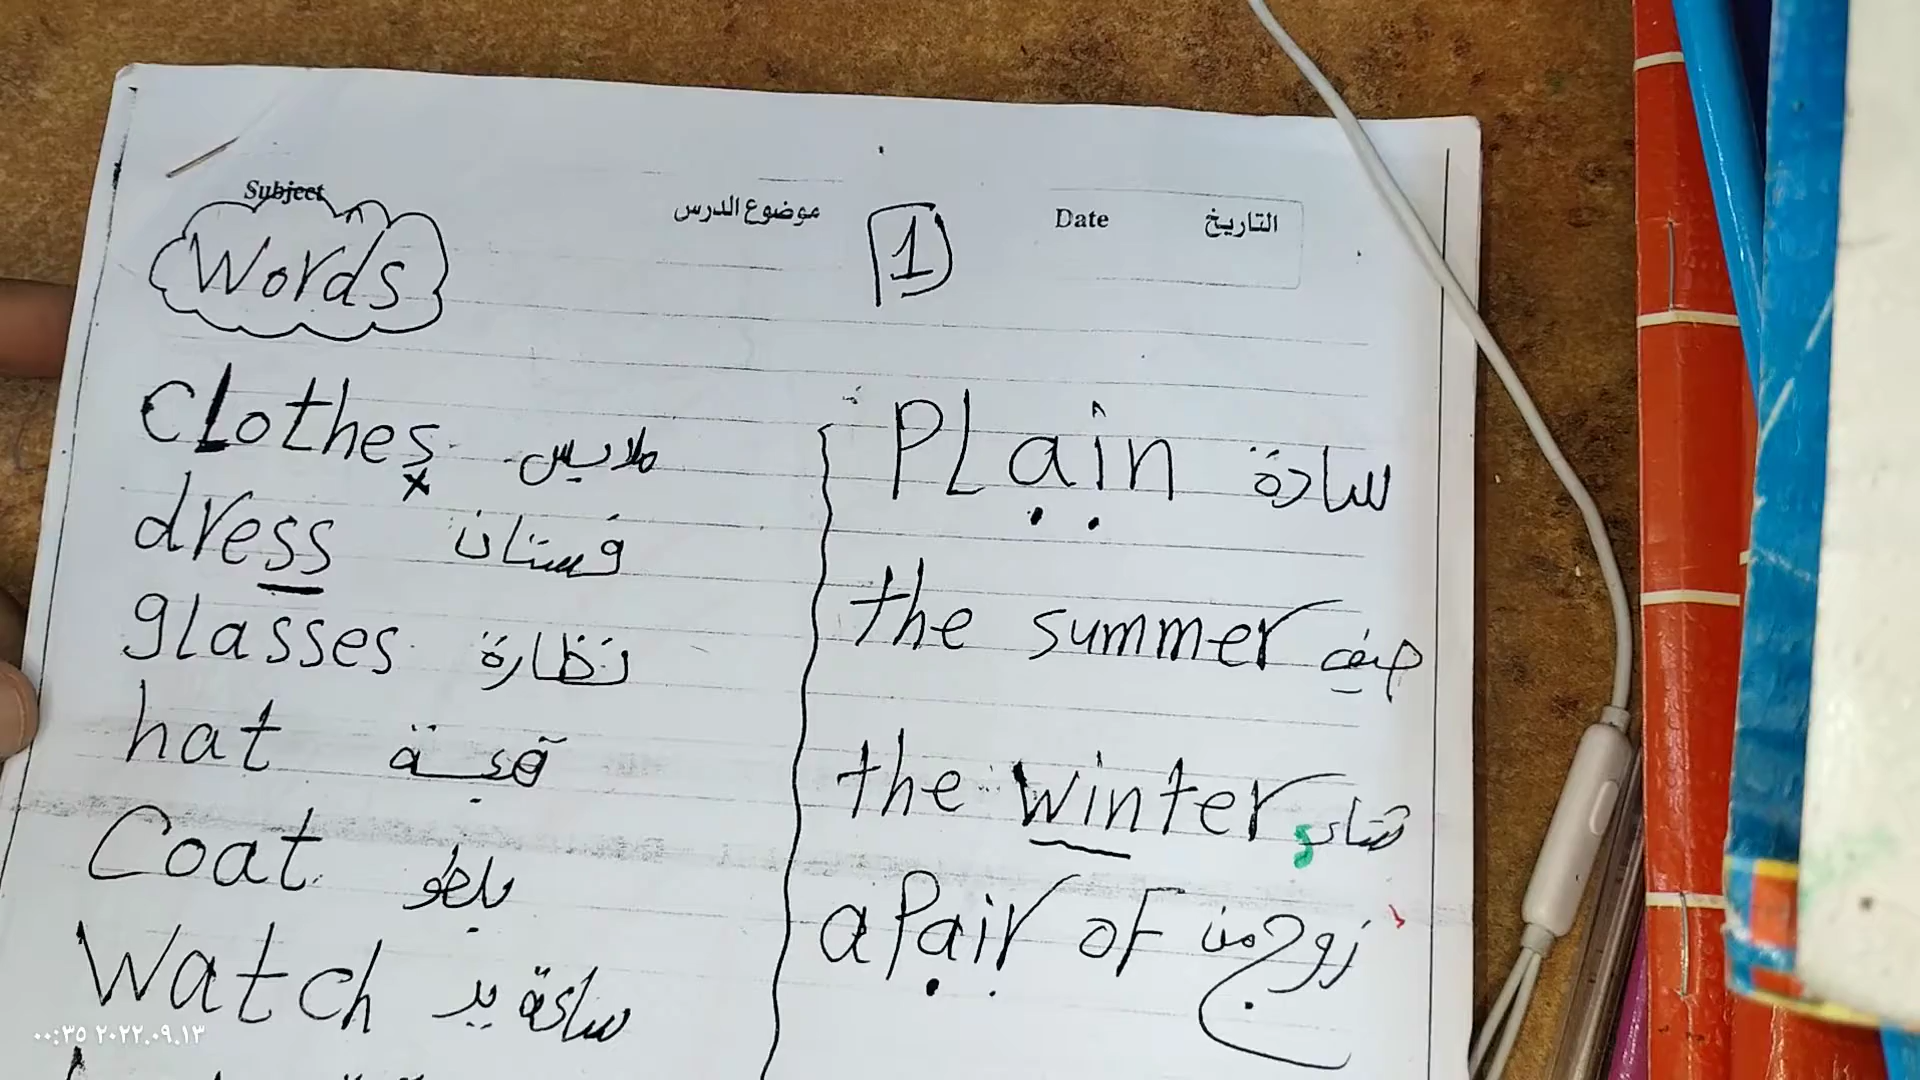 Subject
موضوع الدرس
Date
التاريخ
Words
1
Clothes ملابس
dress فستان
glasses نظارة
hat قبعة
Coat بلطو
Watch ساعة يد
PLain سادة
the summer صيف
the winter شتاء
a Pair of زوج من
٠٠:٣٥ ٢٠٢٢.٠٩.١٣